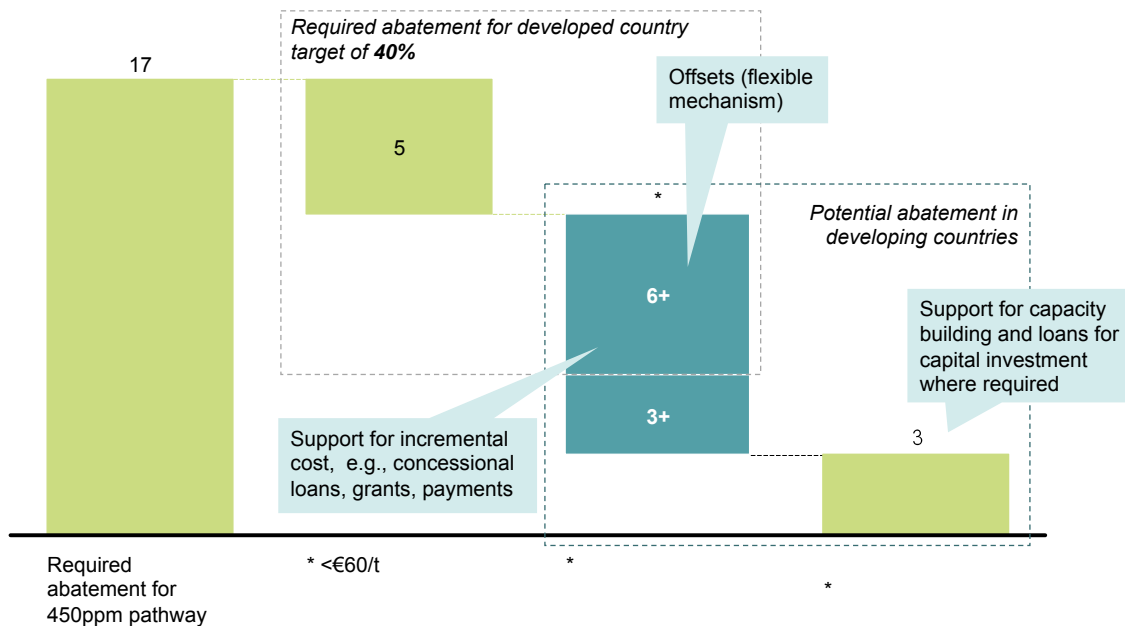 Required abatement for developed country
target of 40%
17
Offsets (flexible
mechanism)
5
*
Potential abatement in
developing countries
6+
Support for capacity
building and loans for
capital investment
where required
3+
3
Support for incremental
cost, e.g., concessional
loans, grants, payments
Required
abatement for
450ppm pathway
* <€60/t
*
*